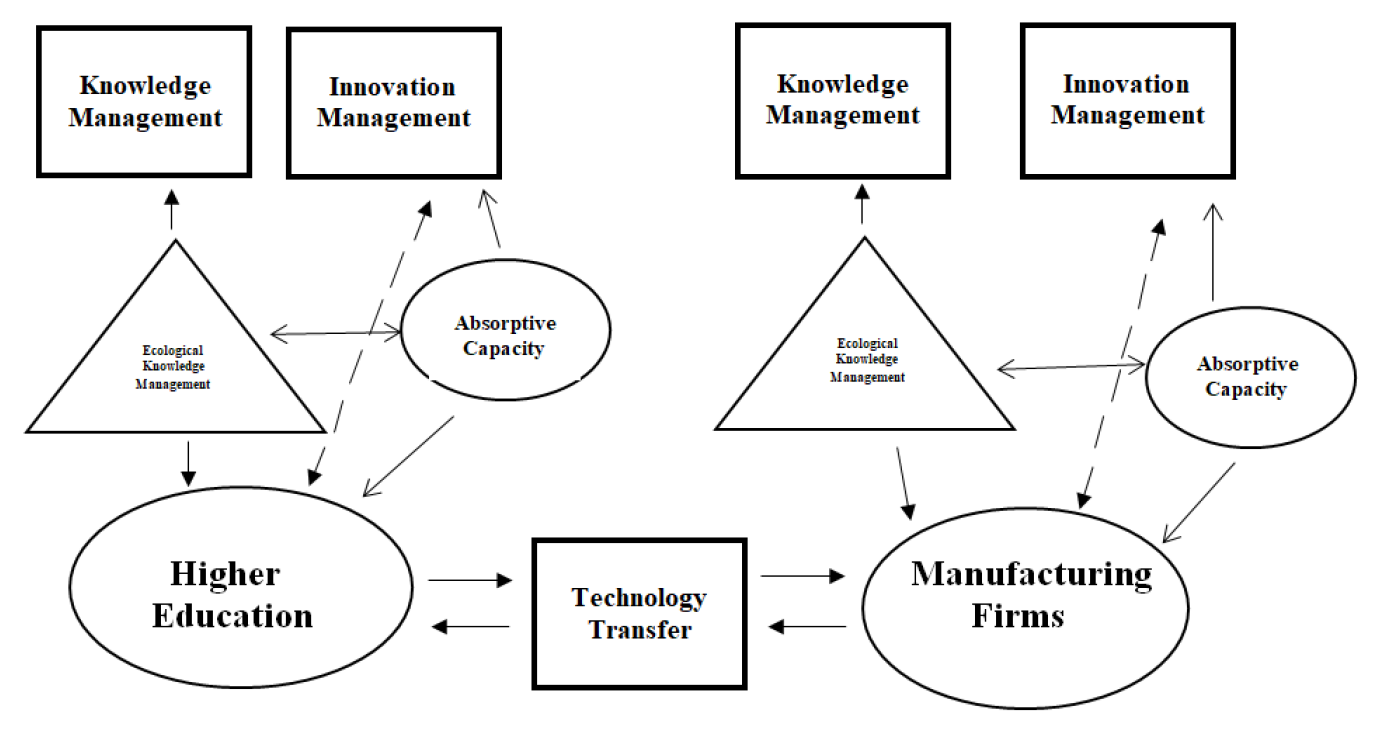 Knowledge
Management
Innovation
Management
Knowledge
Management
Innovation
Management
Ecological
Knowledge
Management
Absorptive
Capacity
Ecological
Knowledge
Management
Absorptive
Capacity
Higher
Education
Technology
Transfer
Manufacturing
Firms